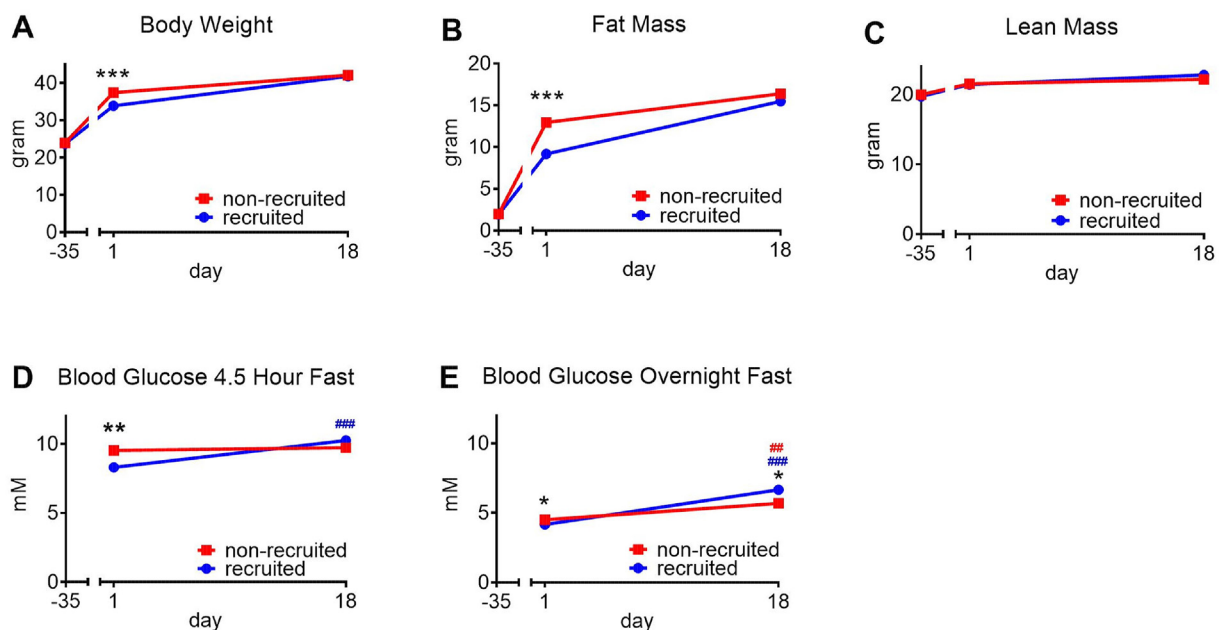 A Body Weight
***
gram
40
30
20
10
0
-35 1 18
day
non-recruited
recruited
B Fat Mass
***
gram
20
15
10
5
0
-35 1 18
day
non-recruited
recruited
C Lean Mass
gram
20
10
0
-35 1 18
day
non-recruited
recruited
D Blood Glucose 4.5 Hour Fast
**
###
mM
10
5
0
-35 1 18
day
non-recruited
recruited
E Blood Glucose Overnight Fast
##
###
*
*
mM
10
5
0
-35 1 18
day
non-recruited
recruited